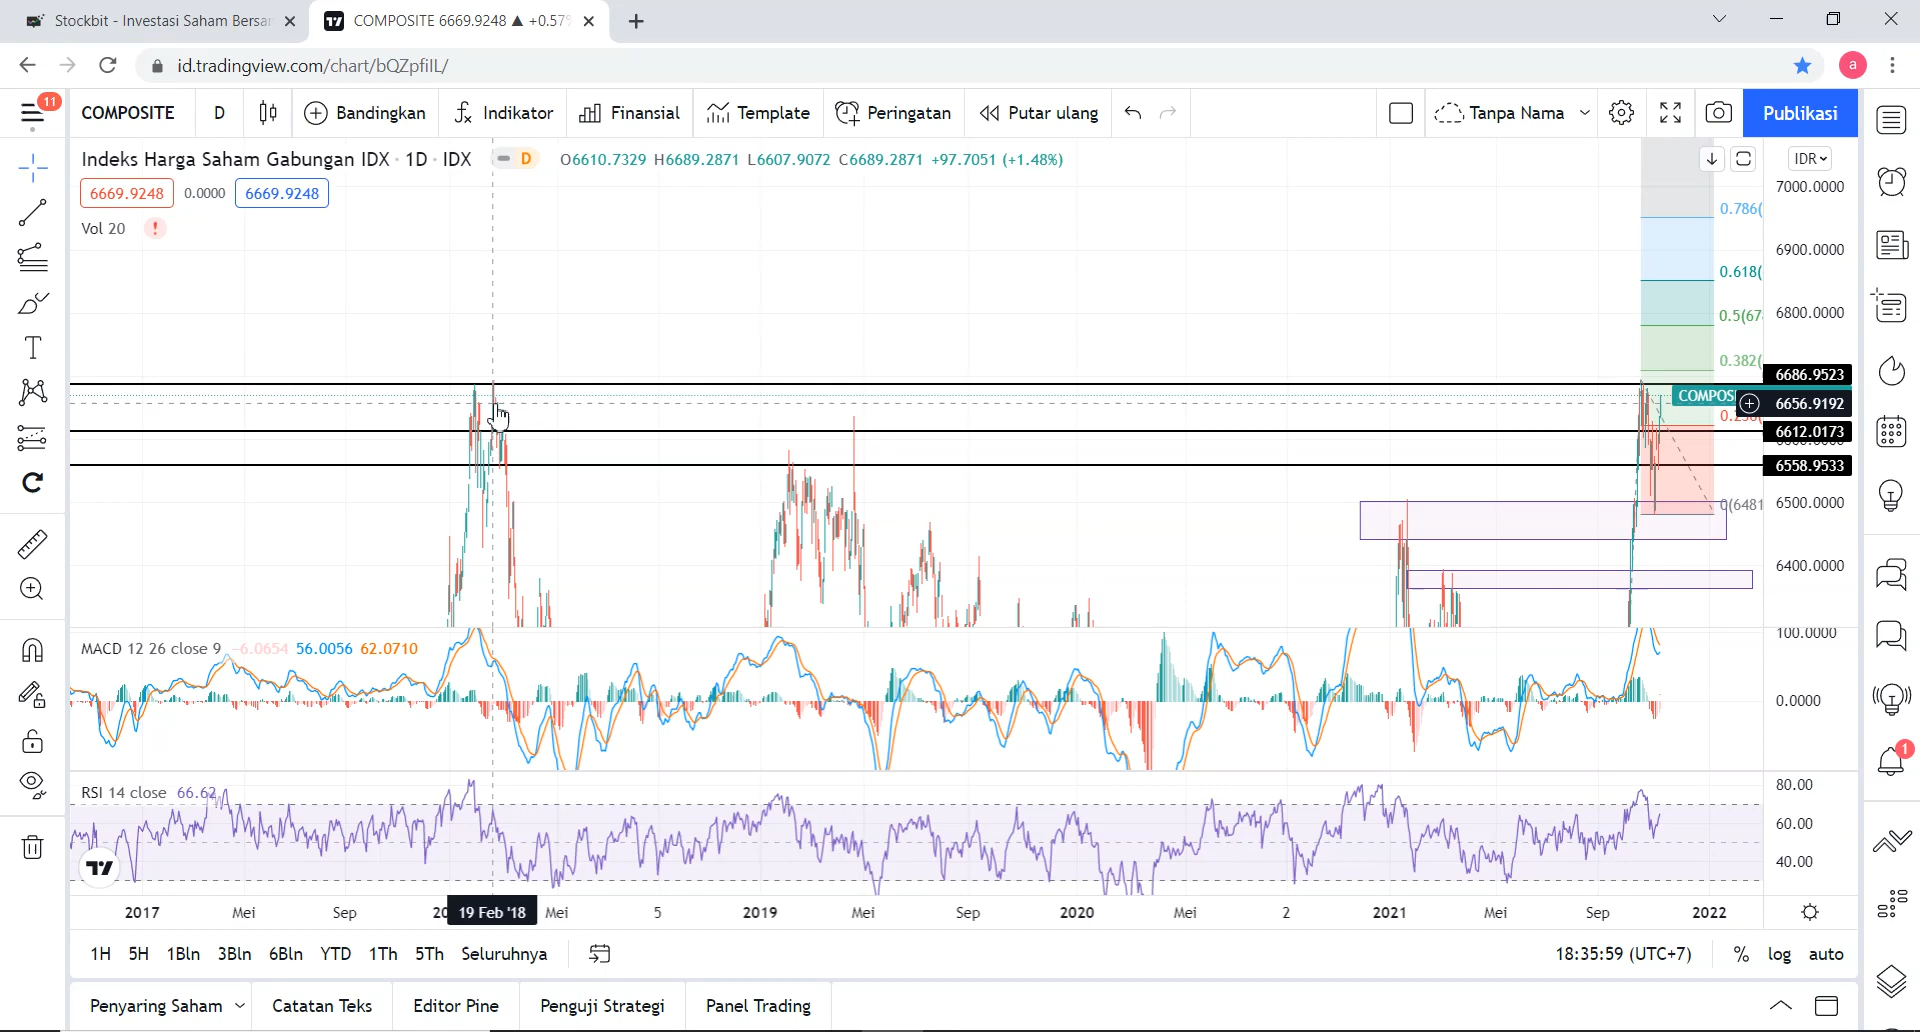 Stockbit - Investasi Saham Bersa
COMPOSITE 6669.9248 ▲ +0.57%
id.tradingview.com/chart/bQZpfiIL/
a
11
COMPOSITE
D
Bandingkan
Indikator
Finansial
Template
Peringatan
Putar ulang
Tanpa Nama
Publikasi
Indeks Harga Saham Gabungan IDX · 1D · IDX
D
O6610.7329 H6689.2871 L6607.9072 C6689.2871 +97.7051 (+1.48%)
IDR
6669.9248 0.0000 6669.9248
Vol 20
7000.0000
0.786(
6900.0000
0.618(
6800.0000
0.5(67
0.382(
6686.9523
COMPOS
6656.9192
6612.0173
6558.9533
6500.0000
0(6481
6400.0000
MACD 12 26 close 9 -6.0654 56.0056 62.0710
100.0000
0.0000
RSI 14 close 66.62
80.00
60.00
40.00
2017 Mei Sep 20 19 Feb '18 Mei 5 2019 Mei Sep 2020 Mei 2 2021 Mei Sep 2022
1H 5H 1Bln 3Bln 6Bln YTD 1Th 5Th Seluruhnya
18:35:59 (UTC+7) % log auto
1
Penyaring Saham Catatan Teks Editor Pine Penguji Strategi Panel Trading